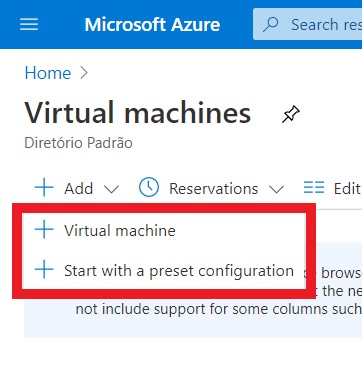 Microsoft Azure
Search res
Home
Virtual machines
Diretório Padrão
Add
Reservations
Edit
Virtual machine
Start with a preset configuration
e brows
t the ne
not include support for some columns such